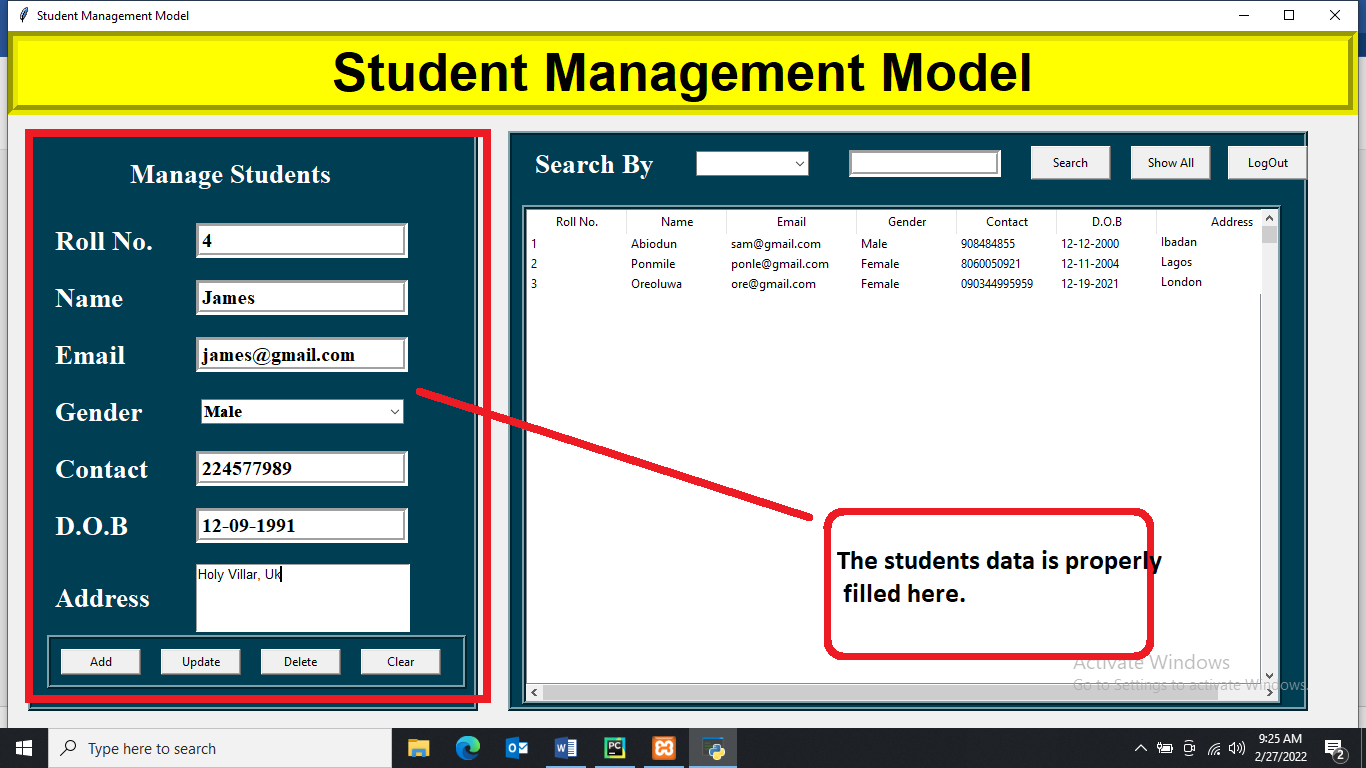 Student Management Model
Student Management Model
Manage Students
Roll No. 4
Name James
Email james@gmail.com
Gender Male
Contact 224577989
D.O.B 12-09-1991
Address Holy Villar, Uk
Add Update Delete Clear
Search By Search Show All LogOut
Roll No. Name Email Gender Contact D.O.B Address
1 Abiodun sam@gmail.com Male 908484855 12-12-2000 Ibadan
2 Ponmile ponle@gmail.com Female 8060050921 12-11-2004 Lagos
3 Oreoluwa ore@gmail.com Female 090344995959 12-19-2021 London
The students data is properly
filled here.
Activate Windows
Go to Settings to activate Windows.
Type here to search
9:25 AM
2/27/2022
2